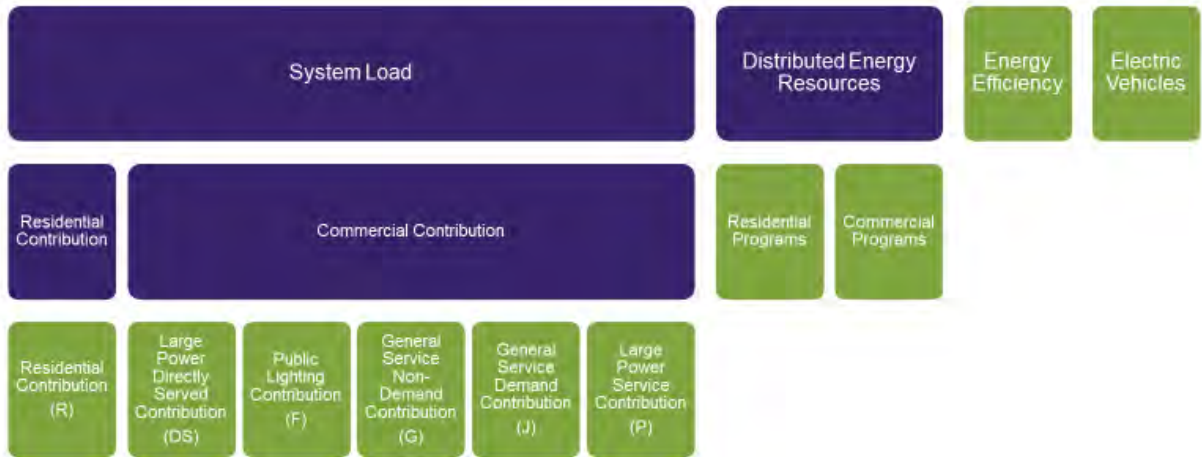 System Load
Distributed Energy
Resources
Energy
Efficiency
Electric
Vehicles
Residential
Contribution
Commercial Contribution
Residential
Programs
Commercial
Programs
Residential
Contribution
(R)
Large
Power
Directly
Served
Contribution
(DS)
Public
Lighting
Contribution
(F)
General
Service
Non-
Demand
Contribution
(G)
General
Service
Demand
Contribution
(J)
Large
Power
Service
Contribution
(P)